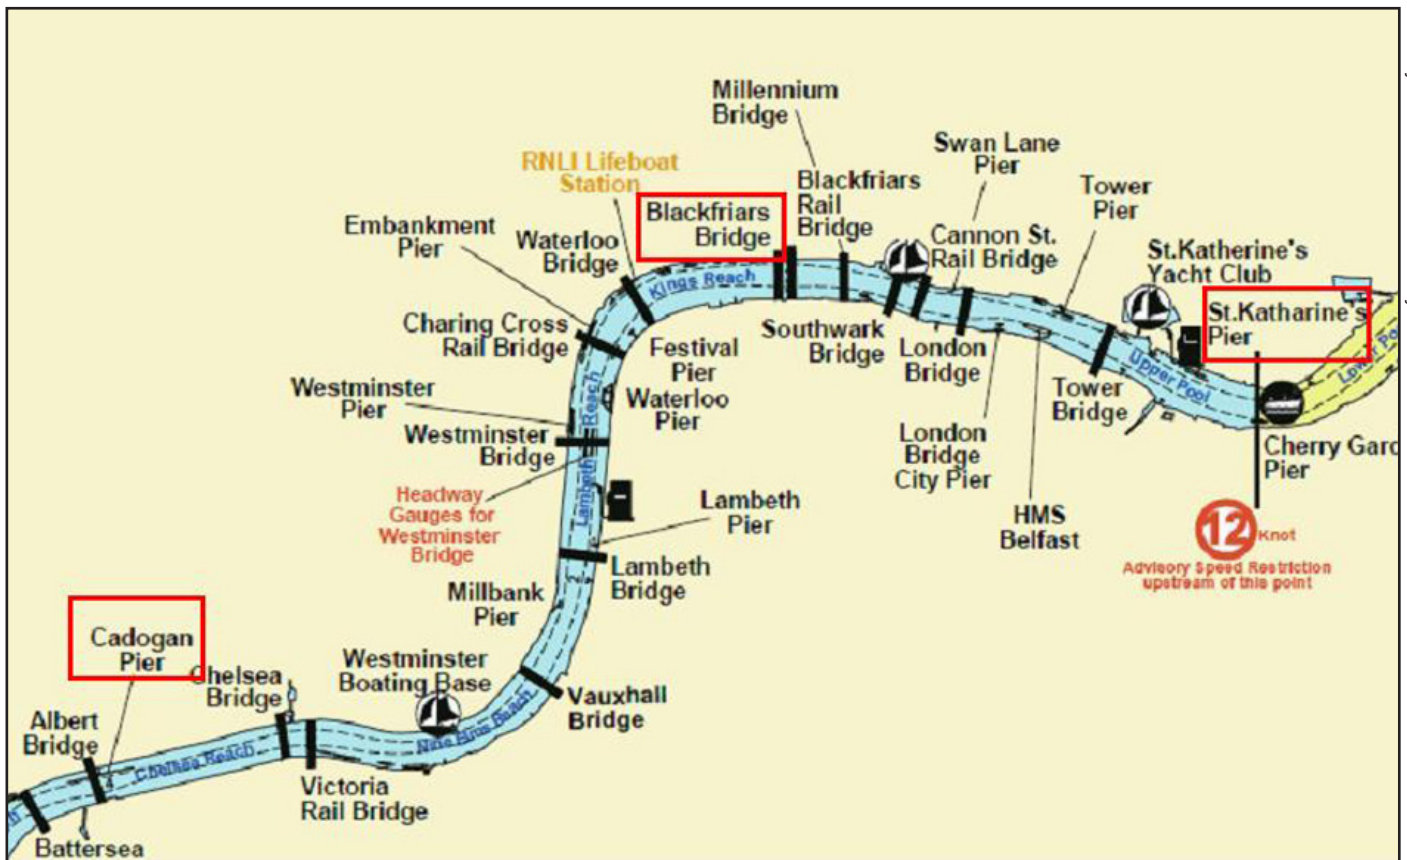 Millennium
Bridge
Swan Lane
Pier
RNLI Lifeboat
Station
Blackfriars
Rail
Bridge
Tower
Pier
Embankment
Pier
Waterloo
Bridge
Blackfriars
Bridge
Cannon St.
Rail Bridge
St.Katherine's
Yacht Club
Kings Reach
St.Katharine's
Pier
Charing Cross
Rail Bridge
Festival
Pier
Southwark
Bridge
London
Bridge
Upper Pool
Lower Po
Westminster
Pier
Reach
Waterloo
Pier
Tower
Bridge
Westminster
Bridge
London
Bridge
City Pier
Cherry Gard
Pier
Headway
Gauges for
Westminster
Bridge
Lambeth
Lambeth
Pier
HMS
Belfast
12
Knot
Advisory Speed Restriction
upstream of this point
Lambeth
Bridge
Millbank
Pier
Cadogan
Pier
Chelsea
Bridge
Westminster
Boating Base
Vauxhall
Bridge
Albert
Bridge
Chelsea Reach
Nine Elms Reach
Victoria
Rail Bridge
Battersea